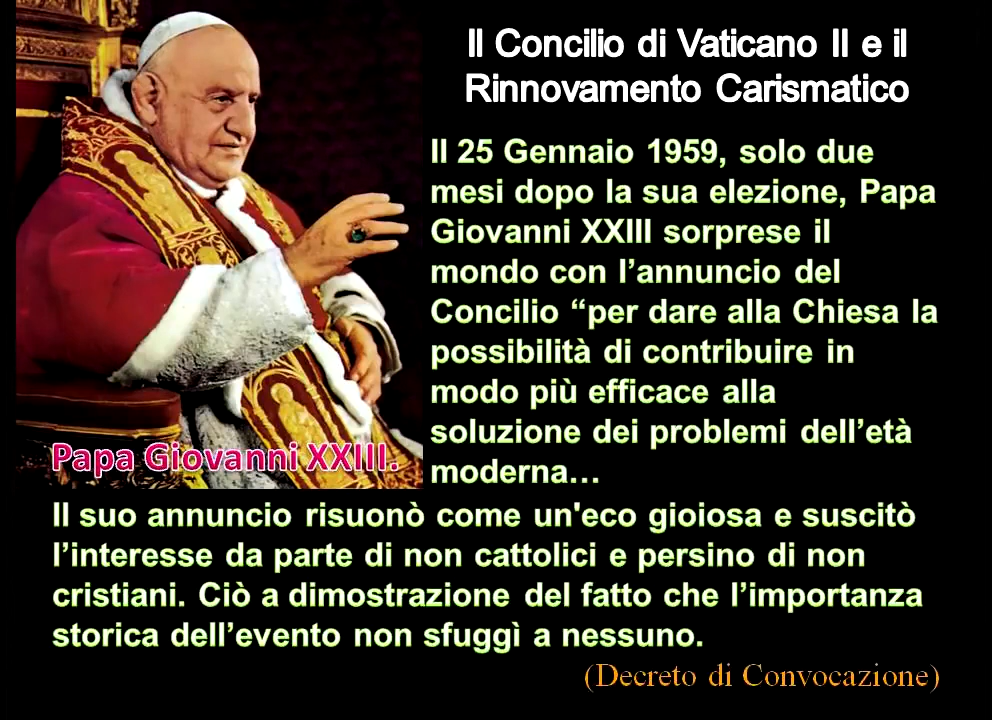 Il Concilio di Vaticano II e il
Rinnovamento Carismatico
Il 25 Gennaio 1959, solo due
mesi dopo la sua elezione, Papa
Giovanni XXIII sorprese il
mondo con l’annuncio del
Concilio “per dare alla Chiesa la
possibilità di contribuire in
modo più efficace alla
soluzione dei problemi dell’età
moderna…
Papa Giovanni XXIII.
Il suo annuncio risuonò come un'eco gioiosa e suscitò
l’interesse da parte di non cattolici e persino di non
cristiani. Ciò a dimostrazione del fatto che l’importanza
storica dell’evento non sfuggì a nessuno.
(Decreto di Convocazione)